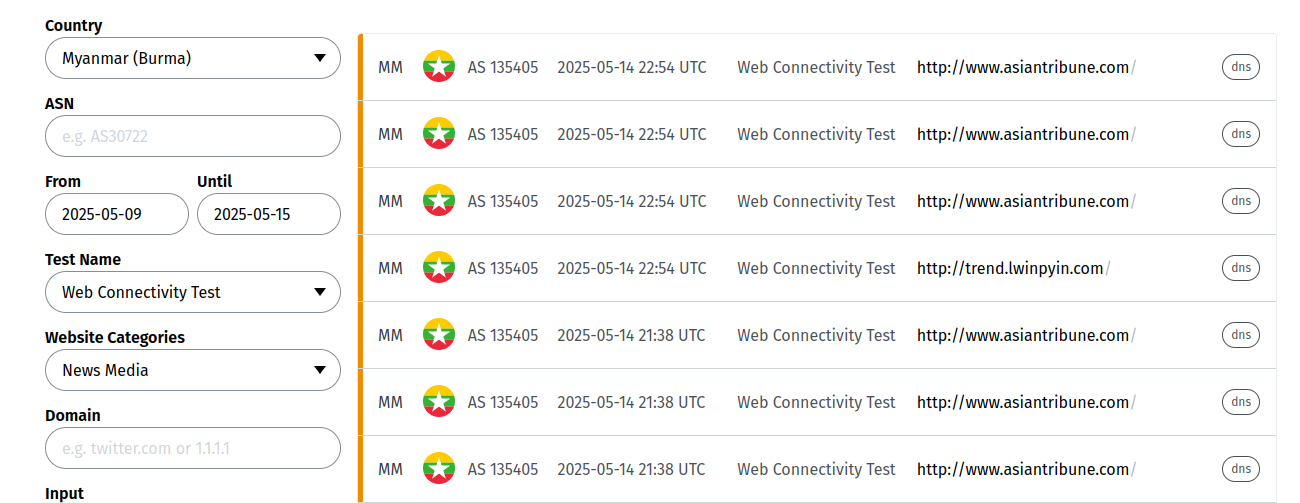 Country
Myanmar (Burma)
ASN
e.g. AS30722
From Until
2025-05-09 2025-05-15
Test Name
Web Connectivity Test
Website Categories
News Media
Domain
e.g. twitter.com or 1.1.1.1
Input
MM AS 135405 2025-05-14 22:54 UTC Web Connectivity Test http://www.asiantribune.com/ dns
MM AS 135405 2025-05-14 22:54 UTC Web Connectivity Test http://www.asiantribune.com/ dns
MM AS 135405 2025-05-14 22:54 UTC Web Connectivity Test http://www.asiantribune.com/ dns
MM AS 135405 2025-05-14 22:54 UTC Web Connectivity Test http://trend.lwinpyin.com/ dns
MM AS 135405 2025-05-14 21:38 UTC Web Connectivity Test http://www.asiantribune.com/ dns
MM AS 135405 2025-05-14 21:38 UTC Web Connectivity Test http://www.asiantribune.com/ dns
MM AS 135405 2025-05-14 21:38 UTC Web Connectivity Test http://www.asiantribune.com/ dns